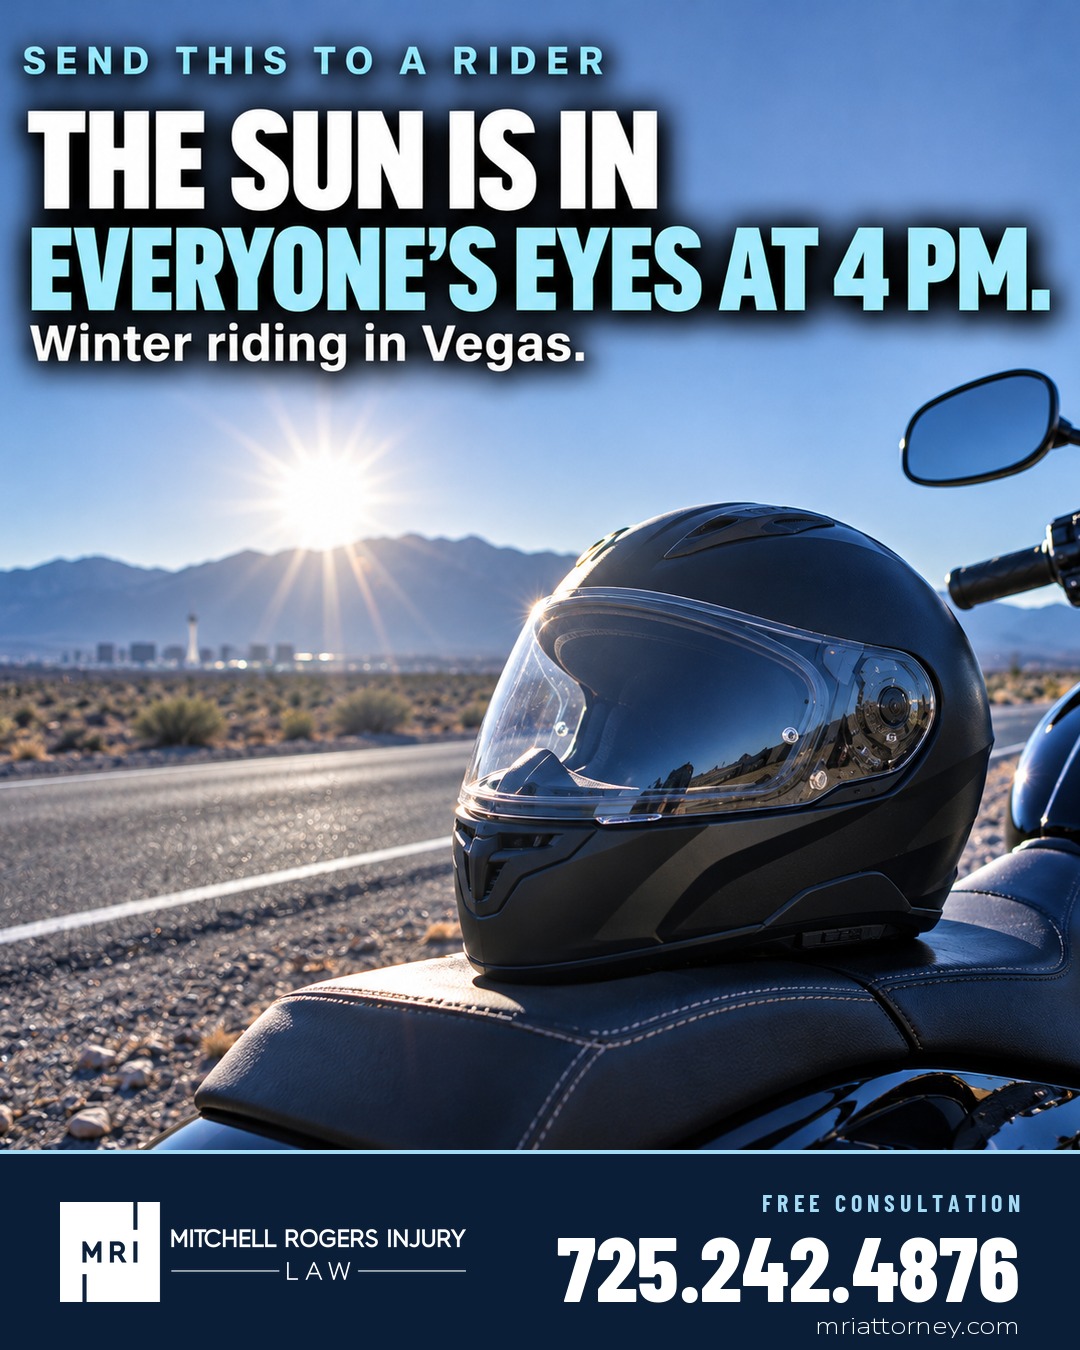 SEND THIS TO A RIDER
THE SUN IS IN
EVERYONE'S EYES AT 4 PM.
Winter riding in Vegas.
MRI
MITCHELL ROGERS INJURY
LAW
FREE CONSULTATION
725.242.4876
mriattorney.com